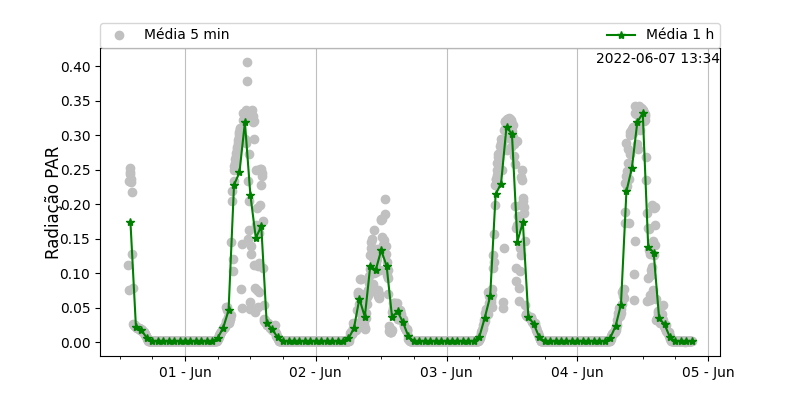 Média 5 min
Média 1 h
2022-06-07 13:34
Radiação PAR
0.40
0.35
0.30
0.25
0.20
0.15
0.10
0.05
0.00
01 - Jun
02 - Jun
03 - Jun
04 - Jun
05 - Jun